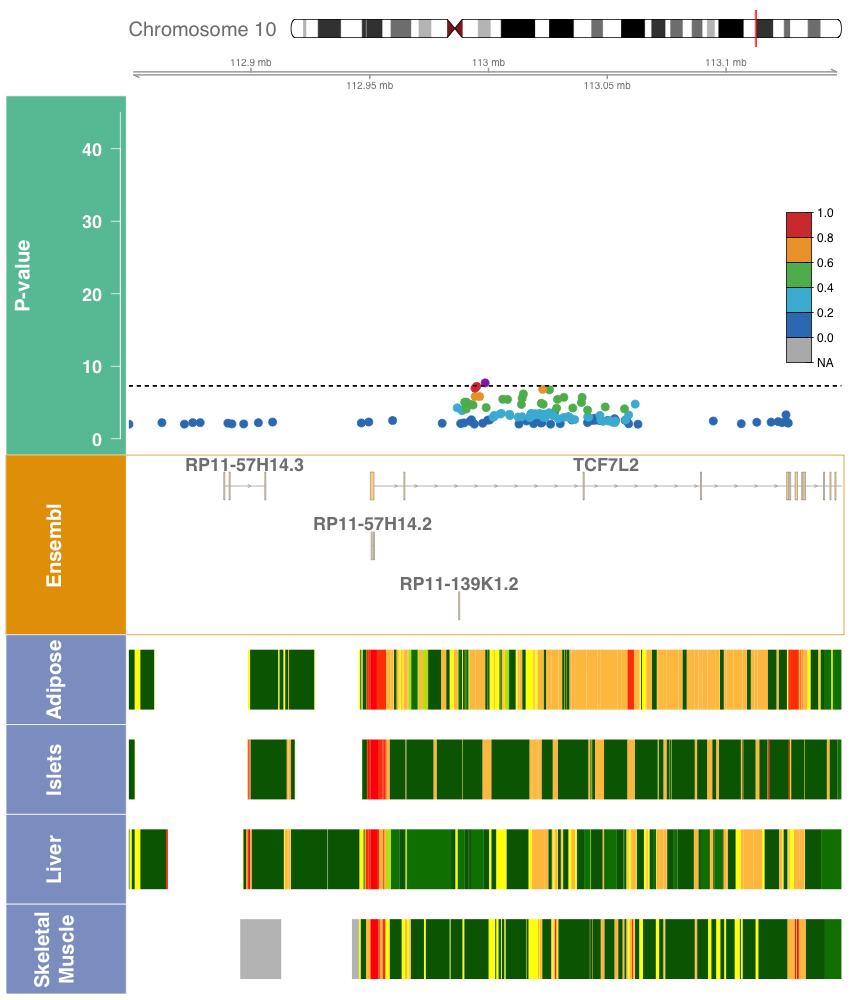 Chromosome 10
112.9 mb
113 mb
113.1 mb
112.95 mb
113.05 mb
P-value
40
30
20
10
0
1.0
0.8
0.6
0.4
0.2
0.0
NA
Ensembl
RP11-57H14.3
TCF7L2
RP11-57H14.2
RP11-139K1.2
Adipose
Islets
Liver
Skeletal
Muscle